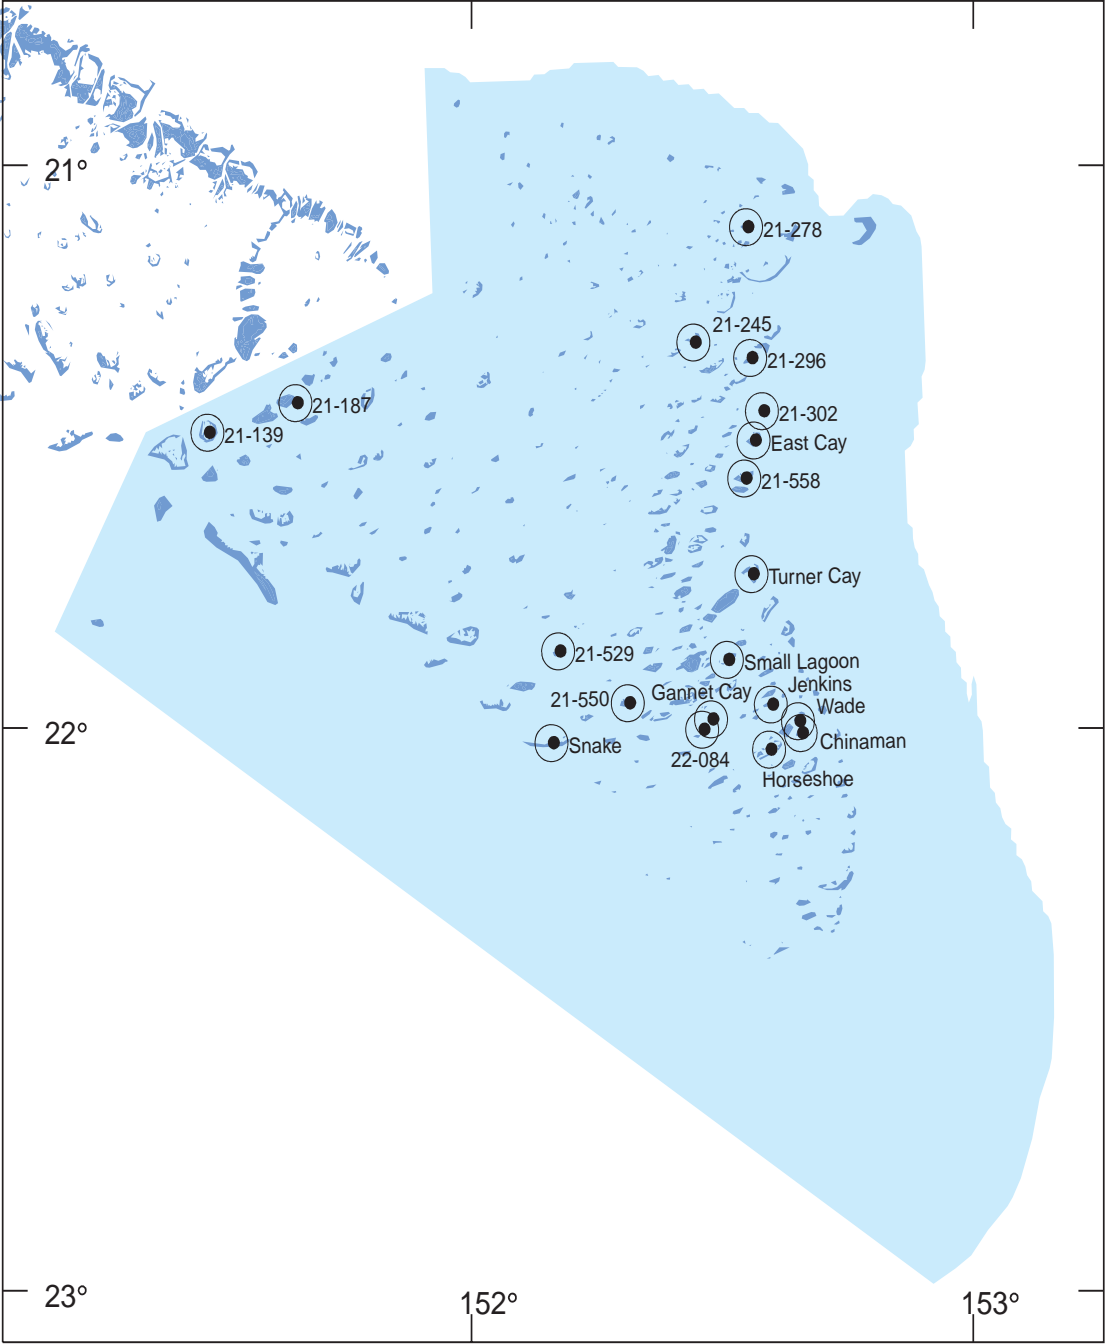 21°
21-278
21-245
21-296
21-187
21-302
21-139
East Cay
21-558
Turner Cay
21-529
Small Lagoon
Jenkins
Gannet Cay
21-550
Wade
22°
Snake
Chinaman
22-084
Horseshoe
23°
152°
153°